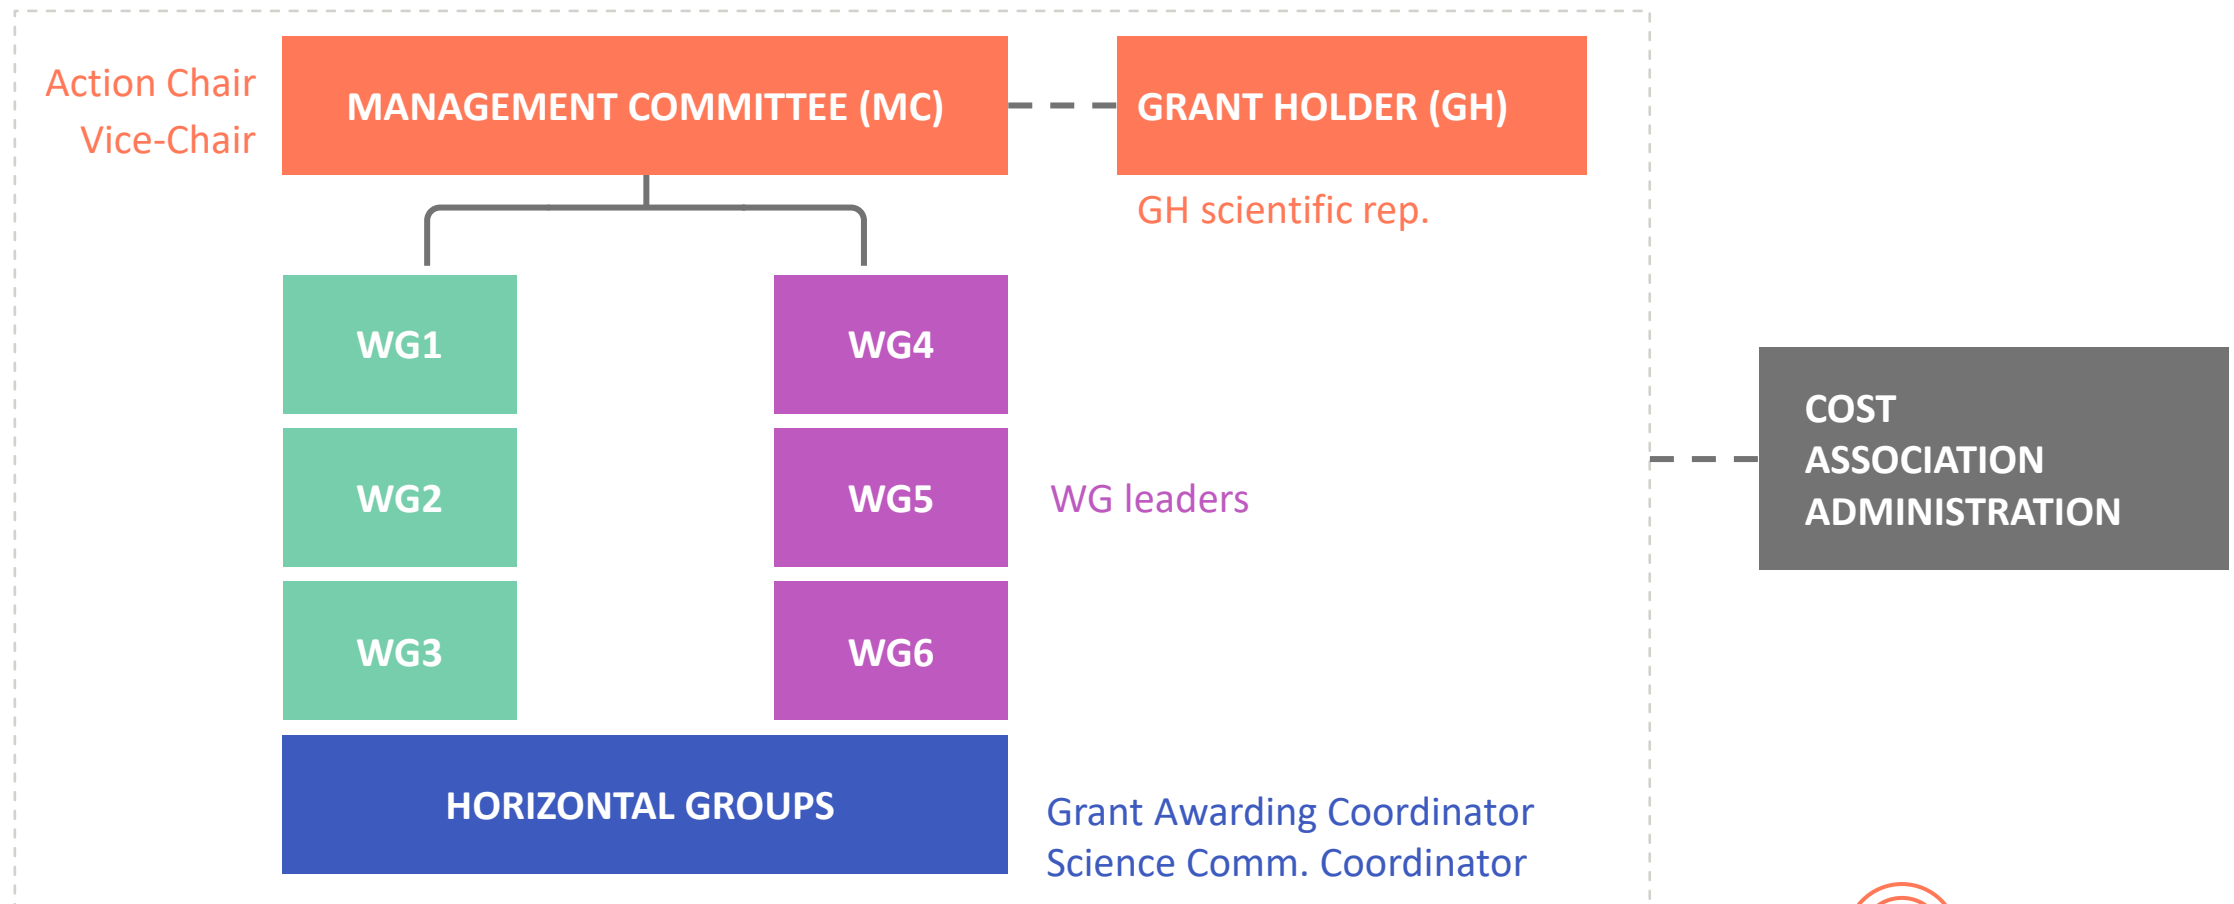 Action Chair
Vice-Chair
MANAGEMENT COMMITTEE (MC)
GRANT HOLDER (GH)
GH scientific rep.
WG1
WG4
WG2
WG5
WG leaders
WG3
WG6
HORIZONTAL GROUPS
Grant Awarding Coordinator
Science Comm. Coordinator
COST
ASSOCIATION
ADMINISTRATION